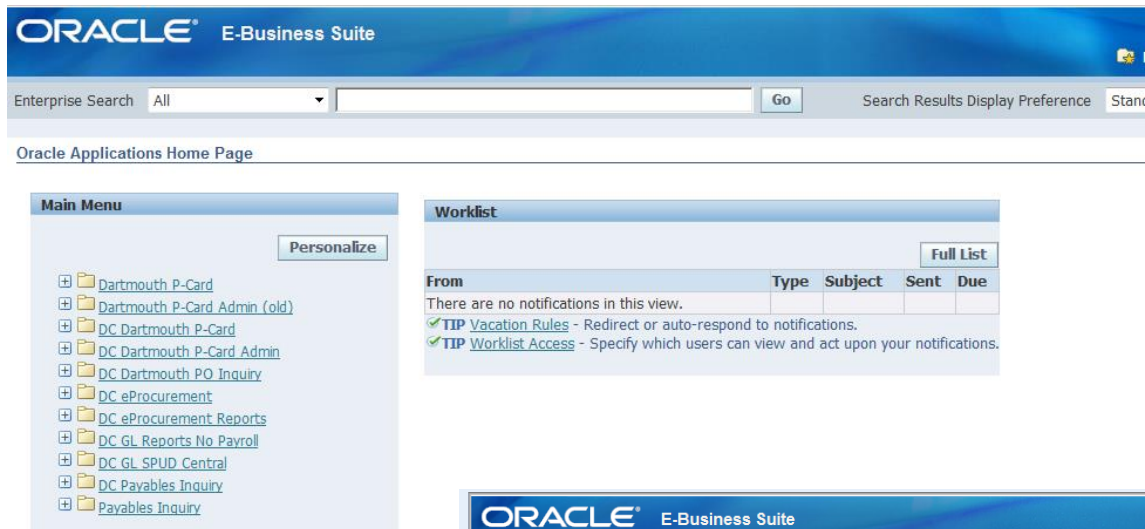 ORACLE® E-Business Suite
Enterprise Search All Go Search Results Display Preference
Oracle Applications Home Page
Main Menu
Personalize
Dartmouth P-Card
Dartmouth P-Card Admin (old)
DC Dartmouth P-Card
DC Dartmouth P-Card Admin
DC Dartmouth PO Inquiry
DC eProcurement
DC eProcurement Reports
DC GL Reports No Payroll
DC GL SPUD Central
DC Payables Inquiry
Payables Inquiry
Worklist
Full List
From Type Subject Sent Due
There are no notifications in this view.
TIP Vacation Rules - Redirect or auto-respond to notifications.
TIP Worklist Access - Specify which users can view and act upon your notifications.
ORACLE® E-Business Suite